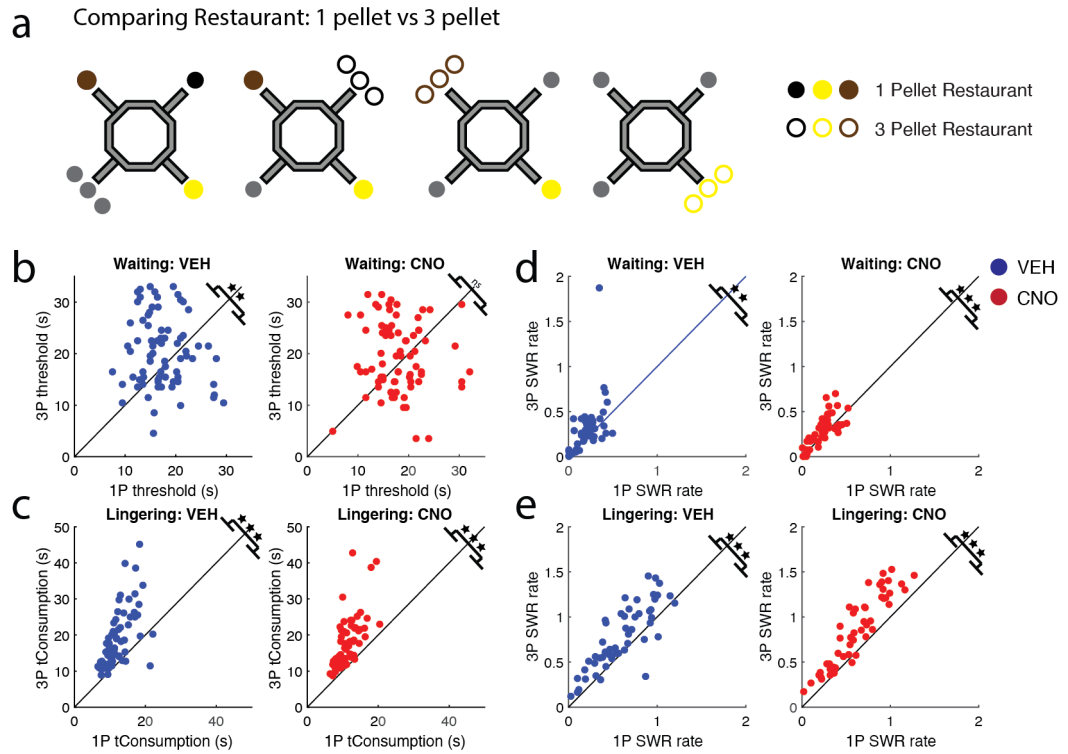 a
Comparing Restaurant: 1 pellet vs 3 pellet
1 Pellet Restaurant
3 Pellet Restaurant
b
Waiting: VEH
3P threshold (s)
30
20
10
0
0
10
20
30
1P threshold (s)
Waiting: CNO
ns
3P threshold (s)
30
20
10
0
0
10
20
30
1P threshold (s)
d
Waiting: VEH
3P SWR rate
2
1.5
1
0.5
0
0
1
2
1P SWR rate
Waiting: CNO
3P SWR rate
2
1.5
1
0.5
0
0
1
2
1P SWR rate
VEH
CNO
c
Lingering: VEH
3P tConsumption (s)
50
40
30
20
10
0
0
20
40
1P tConsumption (s)
Lingering: CNO
3P tConsumption (s)
50
40
30
20
10
0
0
20
40
1P tConsumption (s)
e
Lingering: VEH
3P SWR rate
2
1.5
1
0.5
0
0
1
2
1P SWR rate
Lingering: CNO
3P SWR rate
2
1.5
1
0.5
0
0
1
2
1P SWR rate